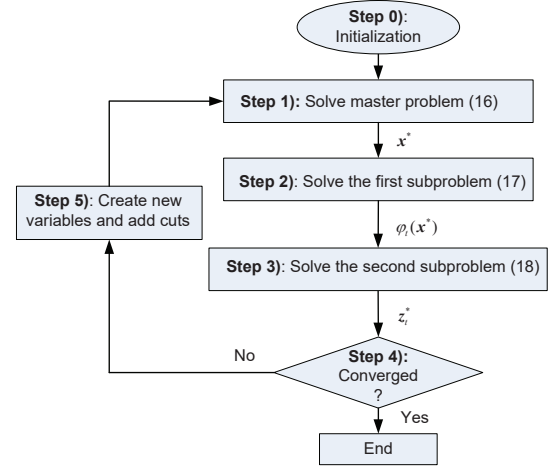 Step 0):
Initialization
Step 1): Solve master problem (16)
x*
Step 2): Solve the first subproblem (17)
φt(x*)
Step 3): Solve the second subproblem (18)
zt*
Step 4):
Converged
?
No
Yes
Step 5): Create new
variables and add cuts
End